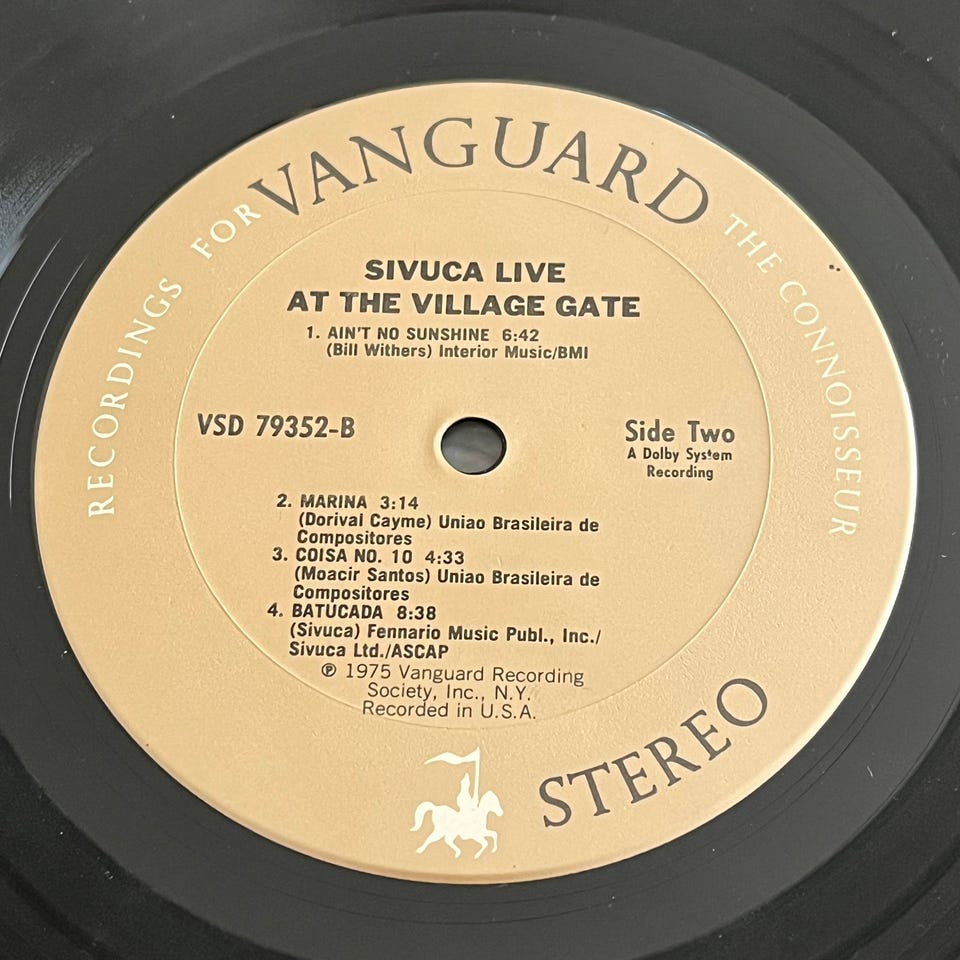 RECORDINGS FOR VANGUARD THE CONNOISSEUR
SIVUCA LIVE
AT THE VILLAGE GATE
1. AIN'T NO SUNSHINE 6:42
(Bill Withers) Interior Music/BMI
VSD 79352-B
Side Two
A Dolby System
Recording
2. MARINA 3:14
(Dorival Cayme) Uniao Brasileira de
Compositores
3. COISA NO. 10 4:33
(Moacir Santos) Uniao Brasileira de
Compositores
4. BATUCADA 8:38
(Sivuca) Fennario Music Publ., Inc./
Sivuca Ltd./ASCAP
℗ 1975 Vanguard Recording
Society, Inc., N.Y.
Recorded in U.S.A.
STEREO